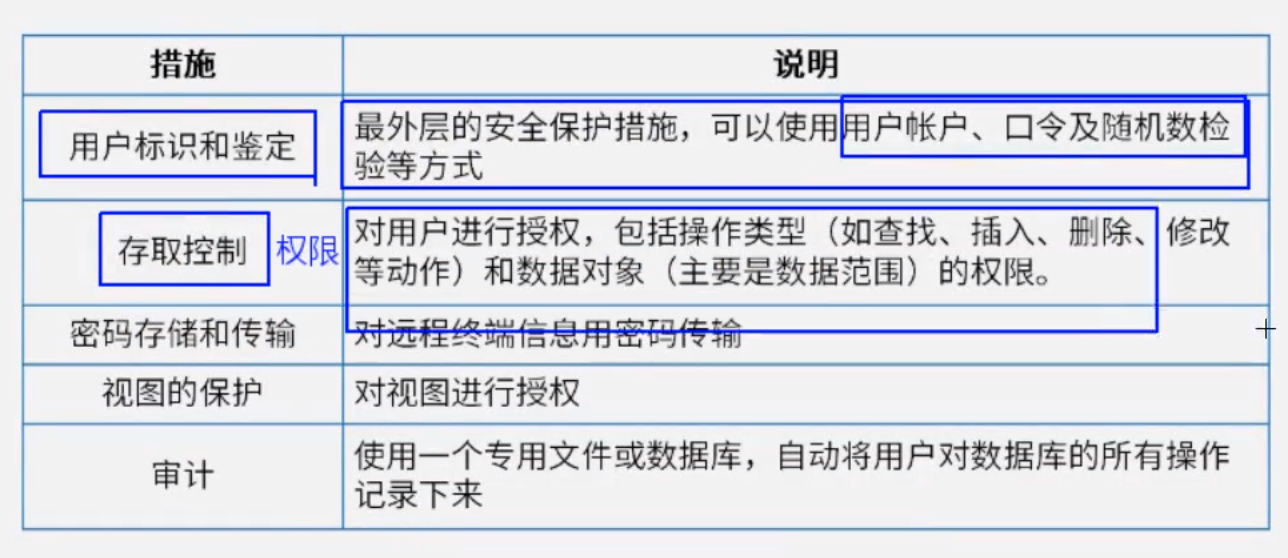 措施 说明
用户标识和鉴定 最外层的安全保护措施，可以使用用户帐户、口令及随机数检
验等方式
存取控制 权限 对用户进行授权，包括操作类型（如查找、插入、删除、修改
等动作）和数据对象（主要是数据范围）的权限。
密码存储和传输 对远程终端信息用密码传输
视图的保护 对视图进行授权
审计 使用一个专用文件或数据库，自动将用户对数据库的所有操作
记录下来